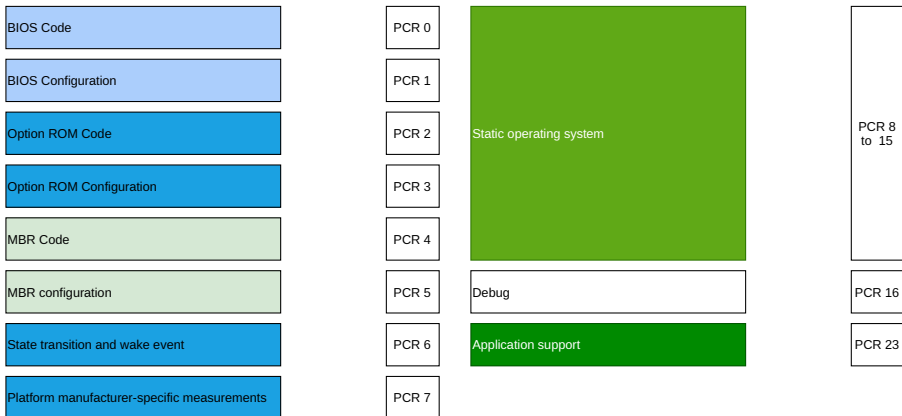 BIOS Code
PCR 0
BIOS Configuration
PCR 1
Option ROM Code
PCR 2
Option ROM Configuration
PCR 3
MBR Code
PCR 4
MBR configuration
PCR 5
State transition and wake event
PCR 6
Platform manufacturer-specific measurements
PCR 7
Static operating system
PCR 8
to 15
Debug
PCR 16
Application support
PCR 23